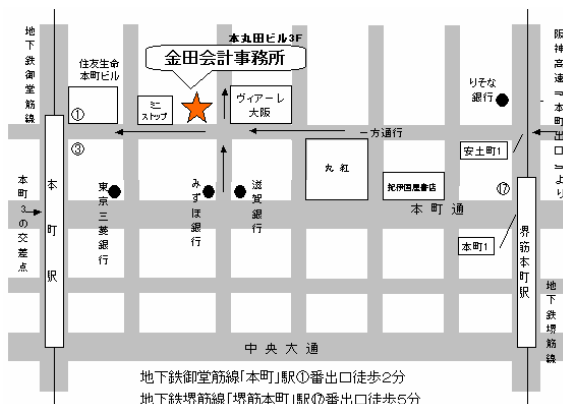 地下鉄御堂筋線
住友生命
本町ビル
①
③
本丸田ビル3F
金田会計事務所
ミニ
ストップ
ヴィアーレ
大阪
りそな
銀行
阪神高速『本町出口』より
一方通行
安土町1
丸紅
紀伊国屋書店
⑰
本町3の交差点
本町駅
東京三菱銀行
みずほ銀行
滋賀銀行
本町通
本町1
堺筋本町駅
地下鉄堺筋線
中央大通
地下鉄御堂筋線「本町」駅①番出口徒歩2分
地下鉄堺筋線「堺筋本町」駅⑰番出口徒歩5分